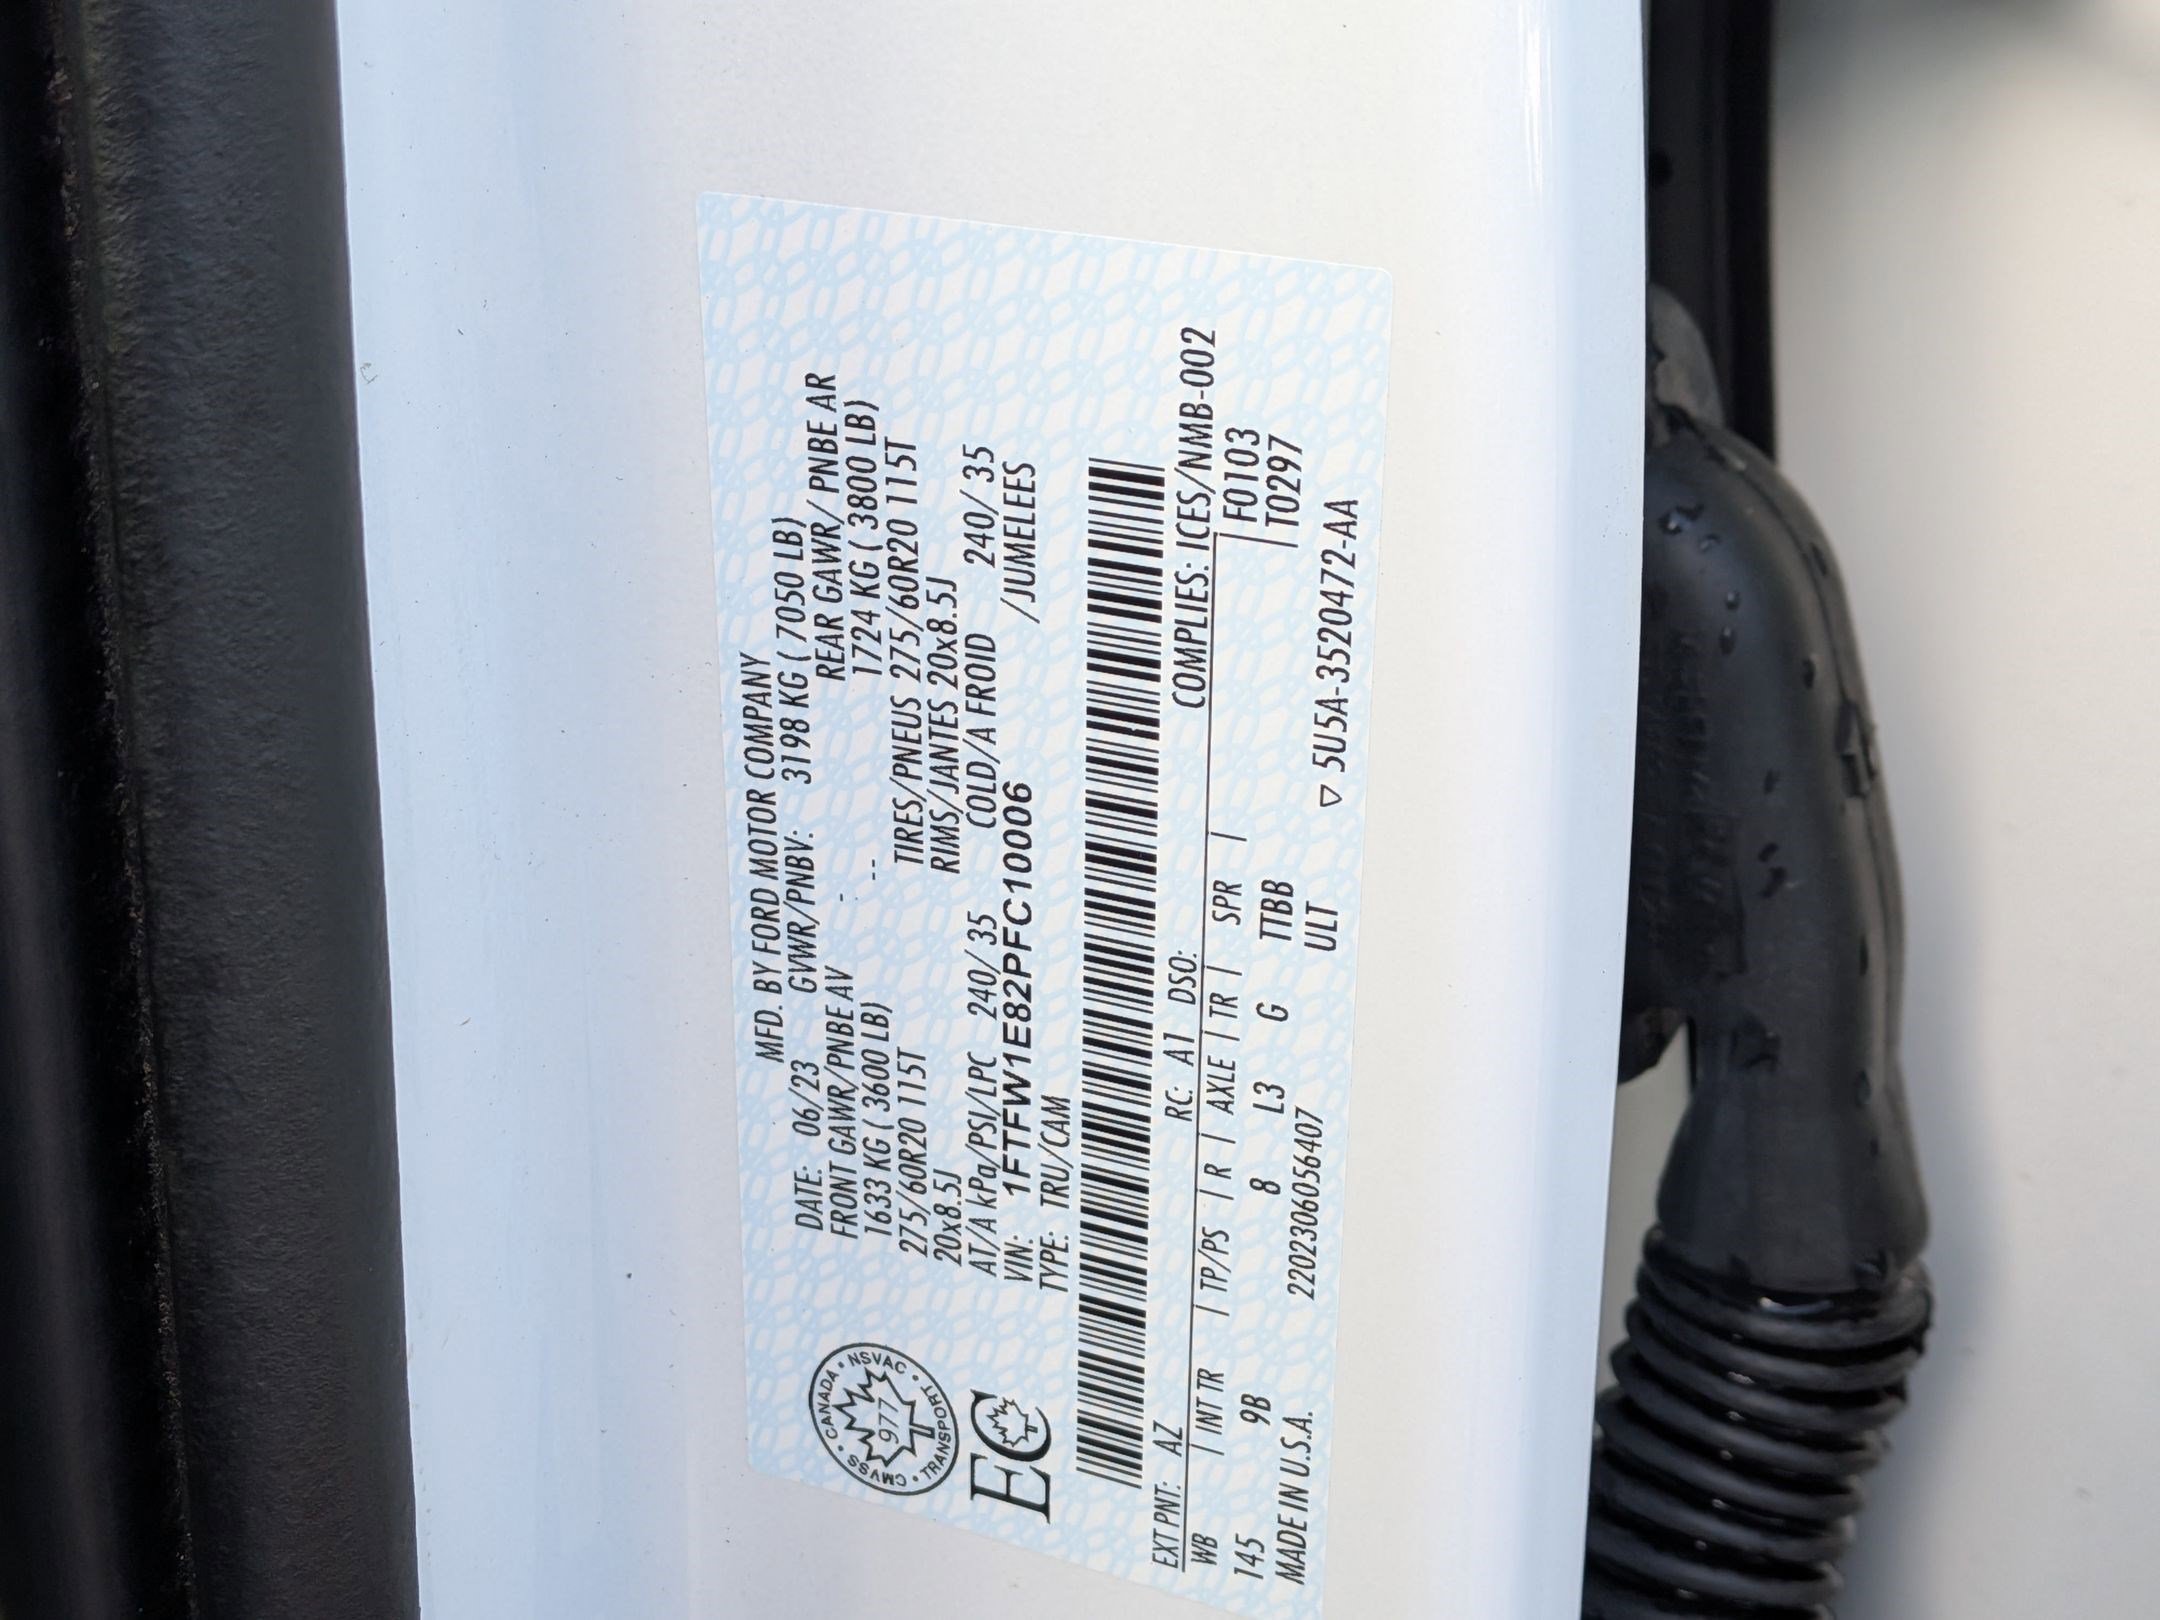 MFD. BY FORD MOTOR COMPANY
DATE: 06/23 GVWR/PNBV: 3198 KG ( 7050 LB)
FRONT GAWR/PNBE AV - REAR GAWR/ PNBE AR
1633 KG ( 3600 LB) -- 1724 KG ( 3800 LB)
275/60R20 115T TIRES/PNEUS 275/60R20 115T
20x8.5J RIMS/JANTES 20x8.5J
AT/A kPa/PSI/LPC 240/ 35 COLD/A FROID 240/ 35
VIN: 1FTFW1E82PFC10006 /JUMELEES
TYPE: TRU/CAM
CMVSS • CANADA • NSVAC • TRANSPORT •
977
EC
EXT PNT: AZ RC: A1 DSO: COMPLIES: ICES/NMB-002
WB | INT TR | TP/PS | R | AXLE | TR | SPR | F0103
145 9B 8 L3 G TTBB T0297
MADE IN U.S.A. 2202306056407 ULT
▽ 5U5A-3520472-AA